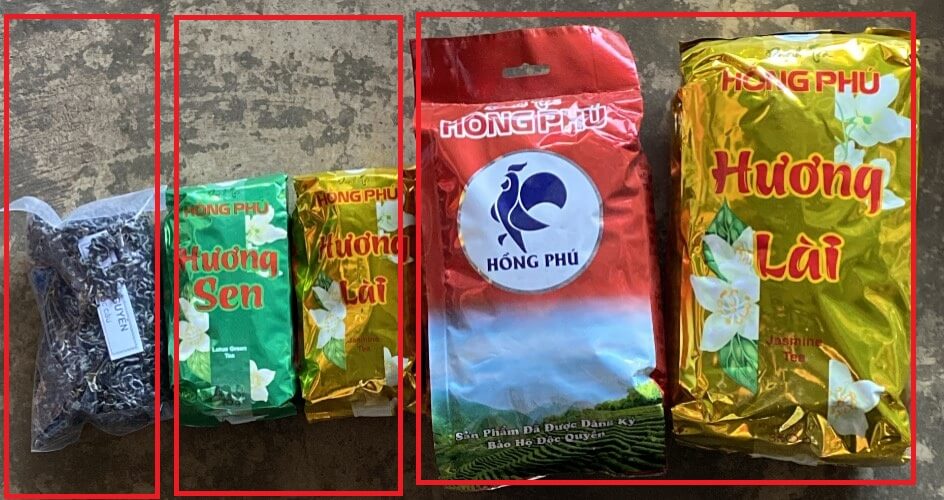 HỒNG PHÚ
Hương
Sen
Lotus Green
Tea
HỒNG PHÚ
Hương
Lài
Jasmine
Tea
HỒNG PHÚ
HỒNG PHÚ
Sản Phẩm Đã Được Đăng Ký
Bảo Hộ Độc Quyền
HỒNG PHÚ
Hương
Lài
Jasmine
Tea